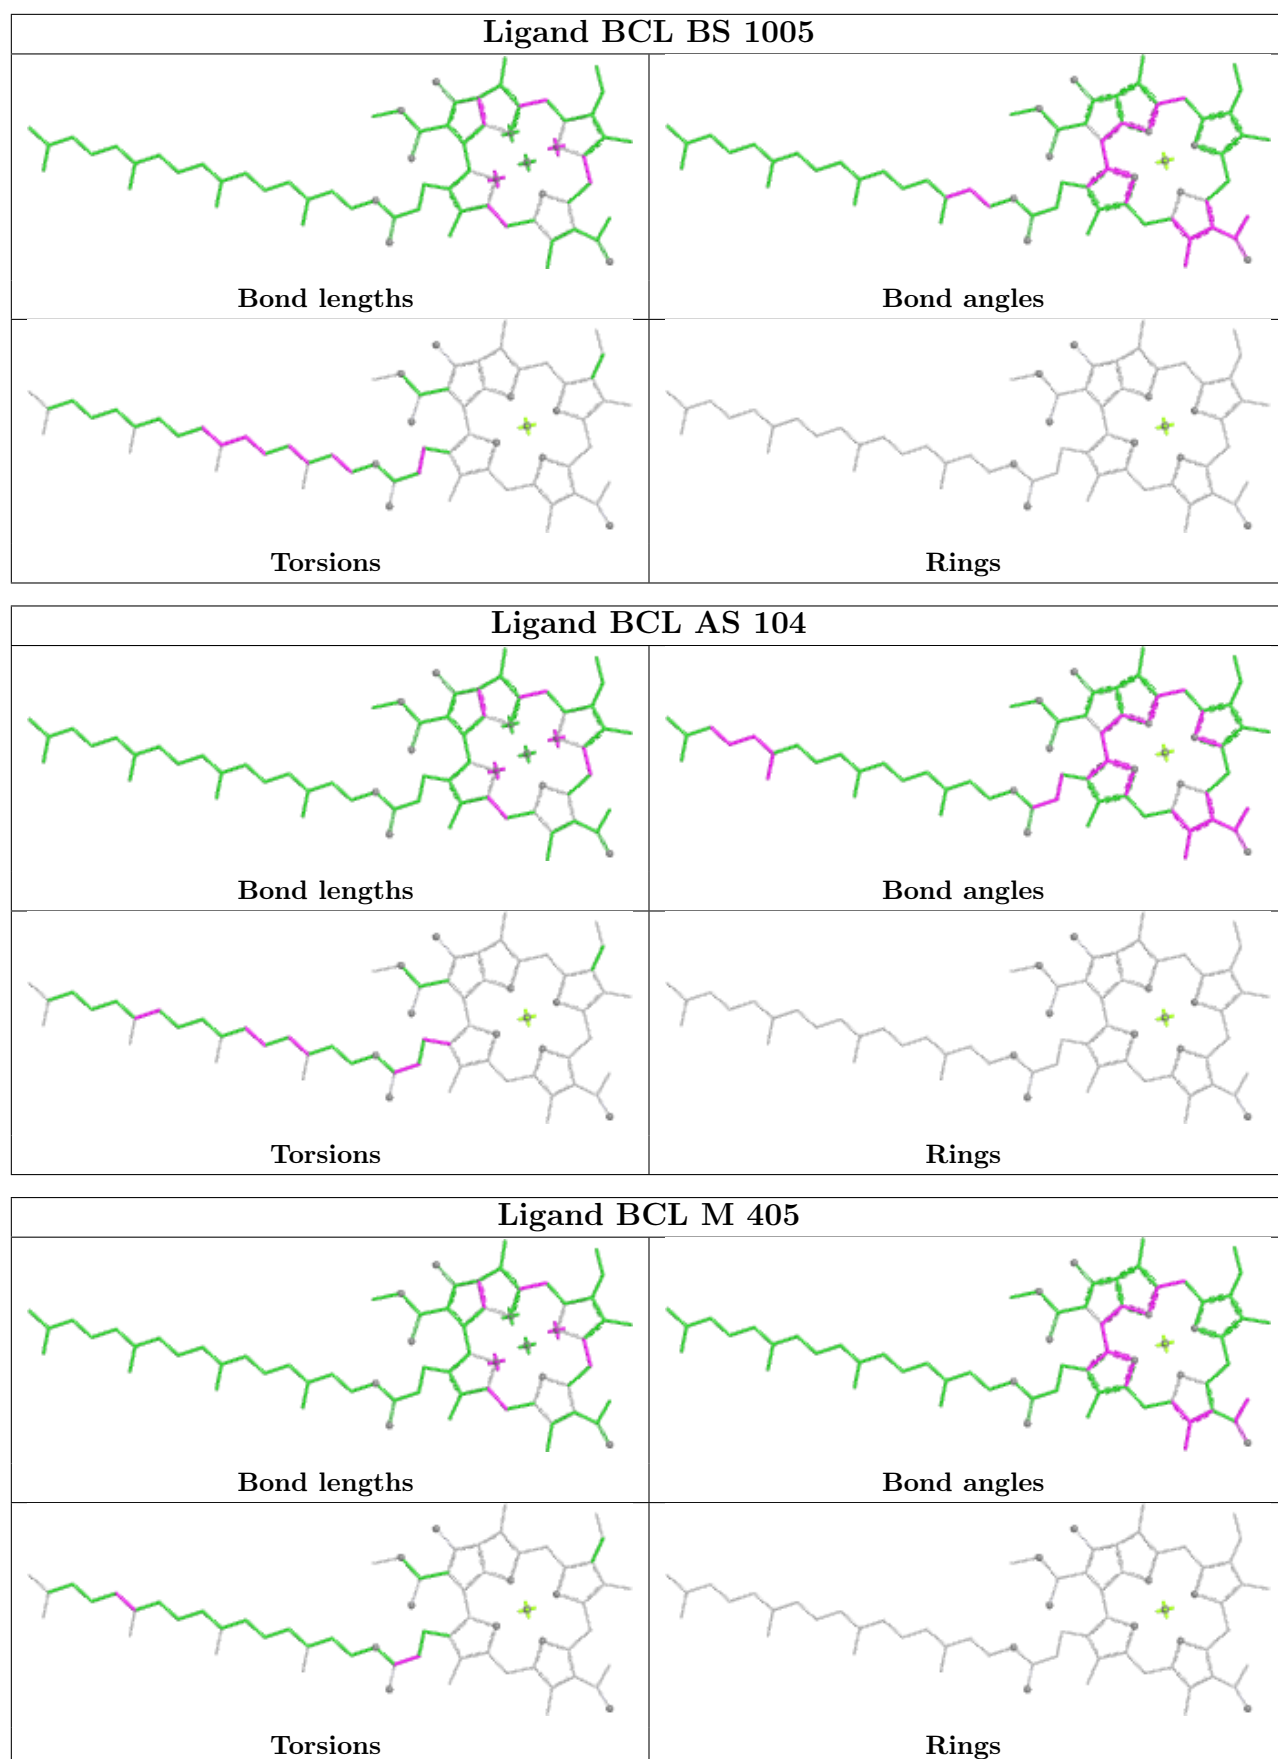 Ligand BCL BS 1005
Bond lengths
Bond angles
Torsions
Rings
Ligand BCL AS 104
Bond lengths
Bond angles
Torsions
Rings
Ligand BCL M 405
Bond lengths
Bond angles
Torsions
Rings